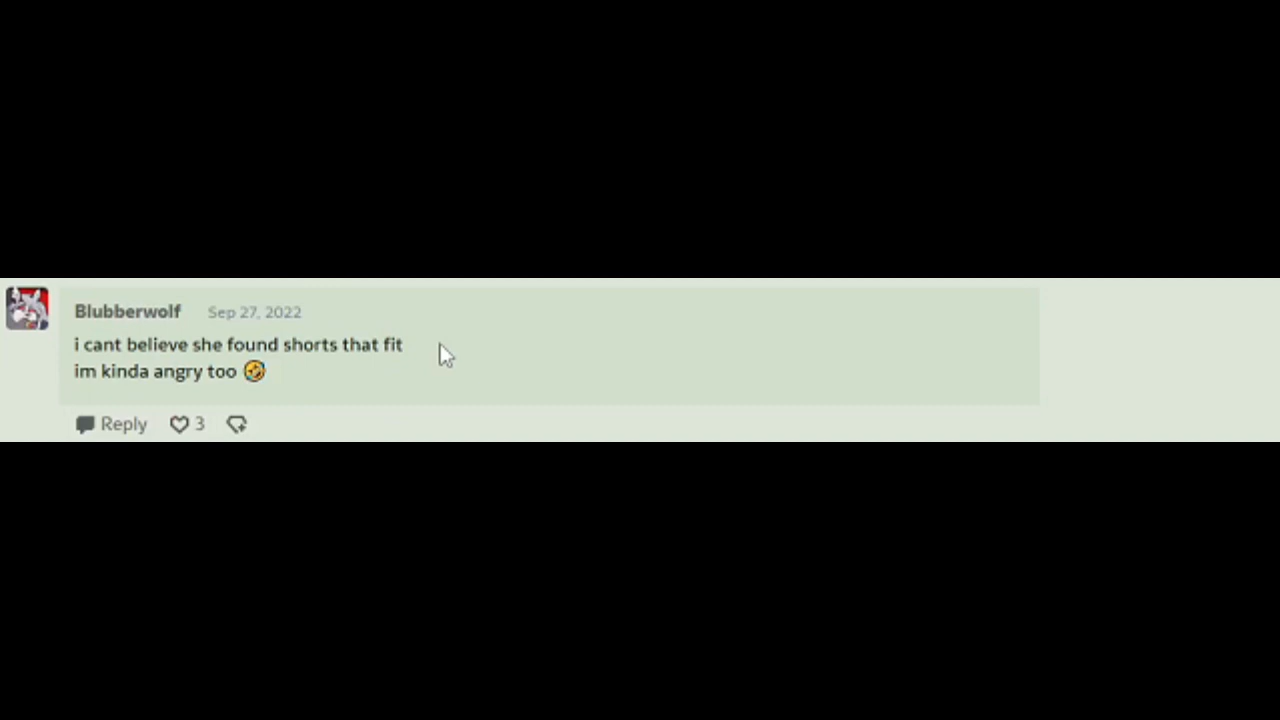 Blubberwolf Sep 27, 2022
i cant believe she found shorts that fit
im kinda angry too 🤣
Reply 3